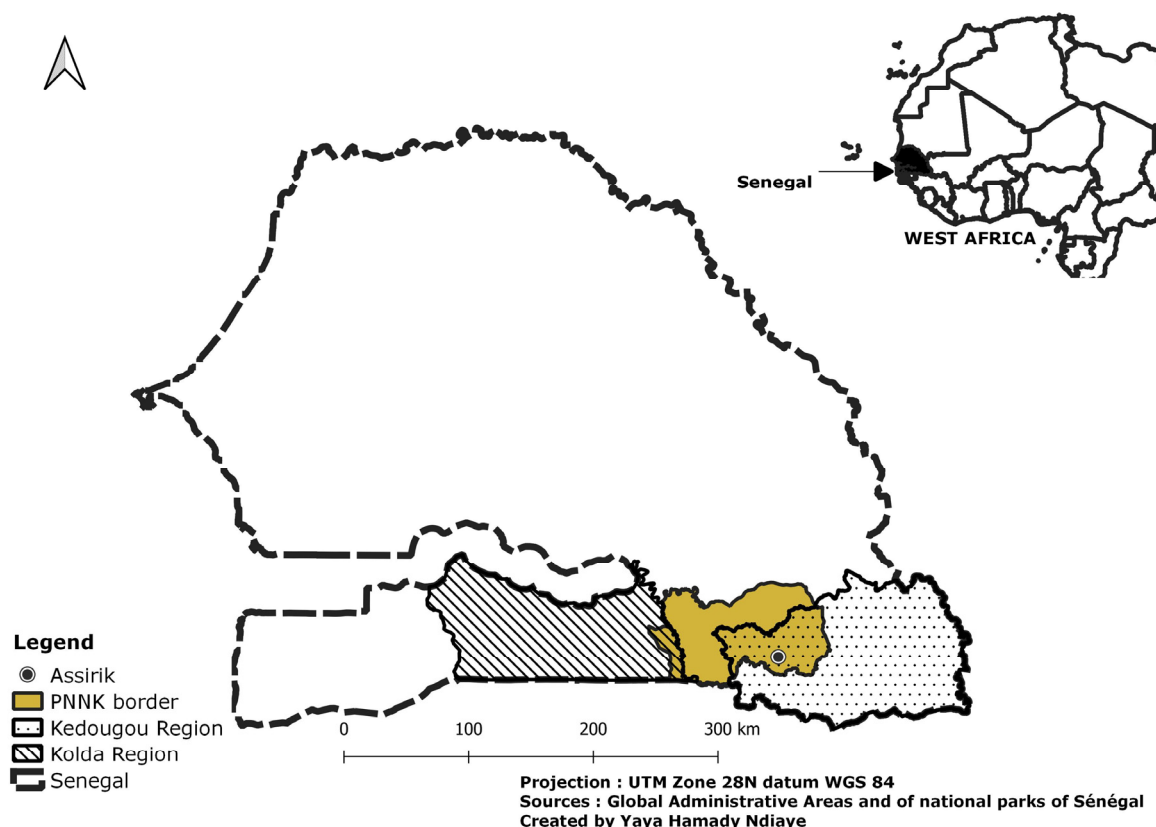 Senegal
WEST AFRICA
Legend
Assirik
PNNK border
Kedougou Region
Kolda Region
Senegal
0 100 200 300 km
Projection : UTM Zone 28N datum WGS 84
Sources : Global Administrative Areas and of national parks of Sénégal
Created by Yaya Hamady Ndiaye